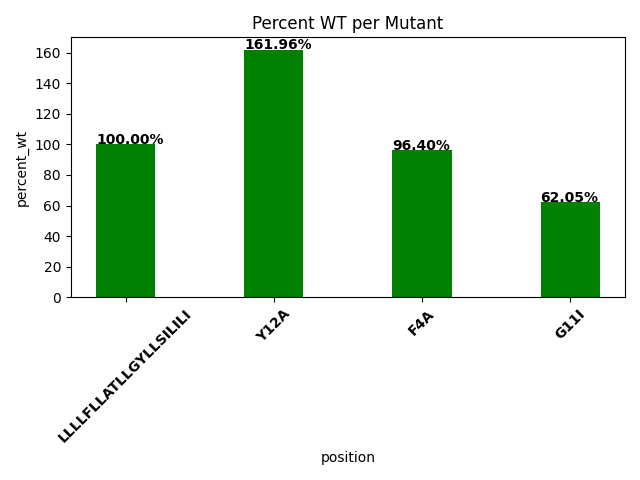 Percent WT per Mutant
percent_wt
160
140
120
100
80
60
40
20
0
100.00%
161.96%
96.40%
62.05%
LLLLFLLATLLGYLLSILILI
Y12A
F4A
G11I
position